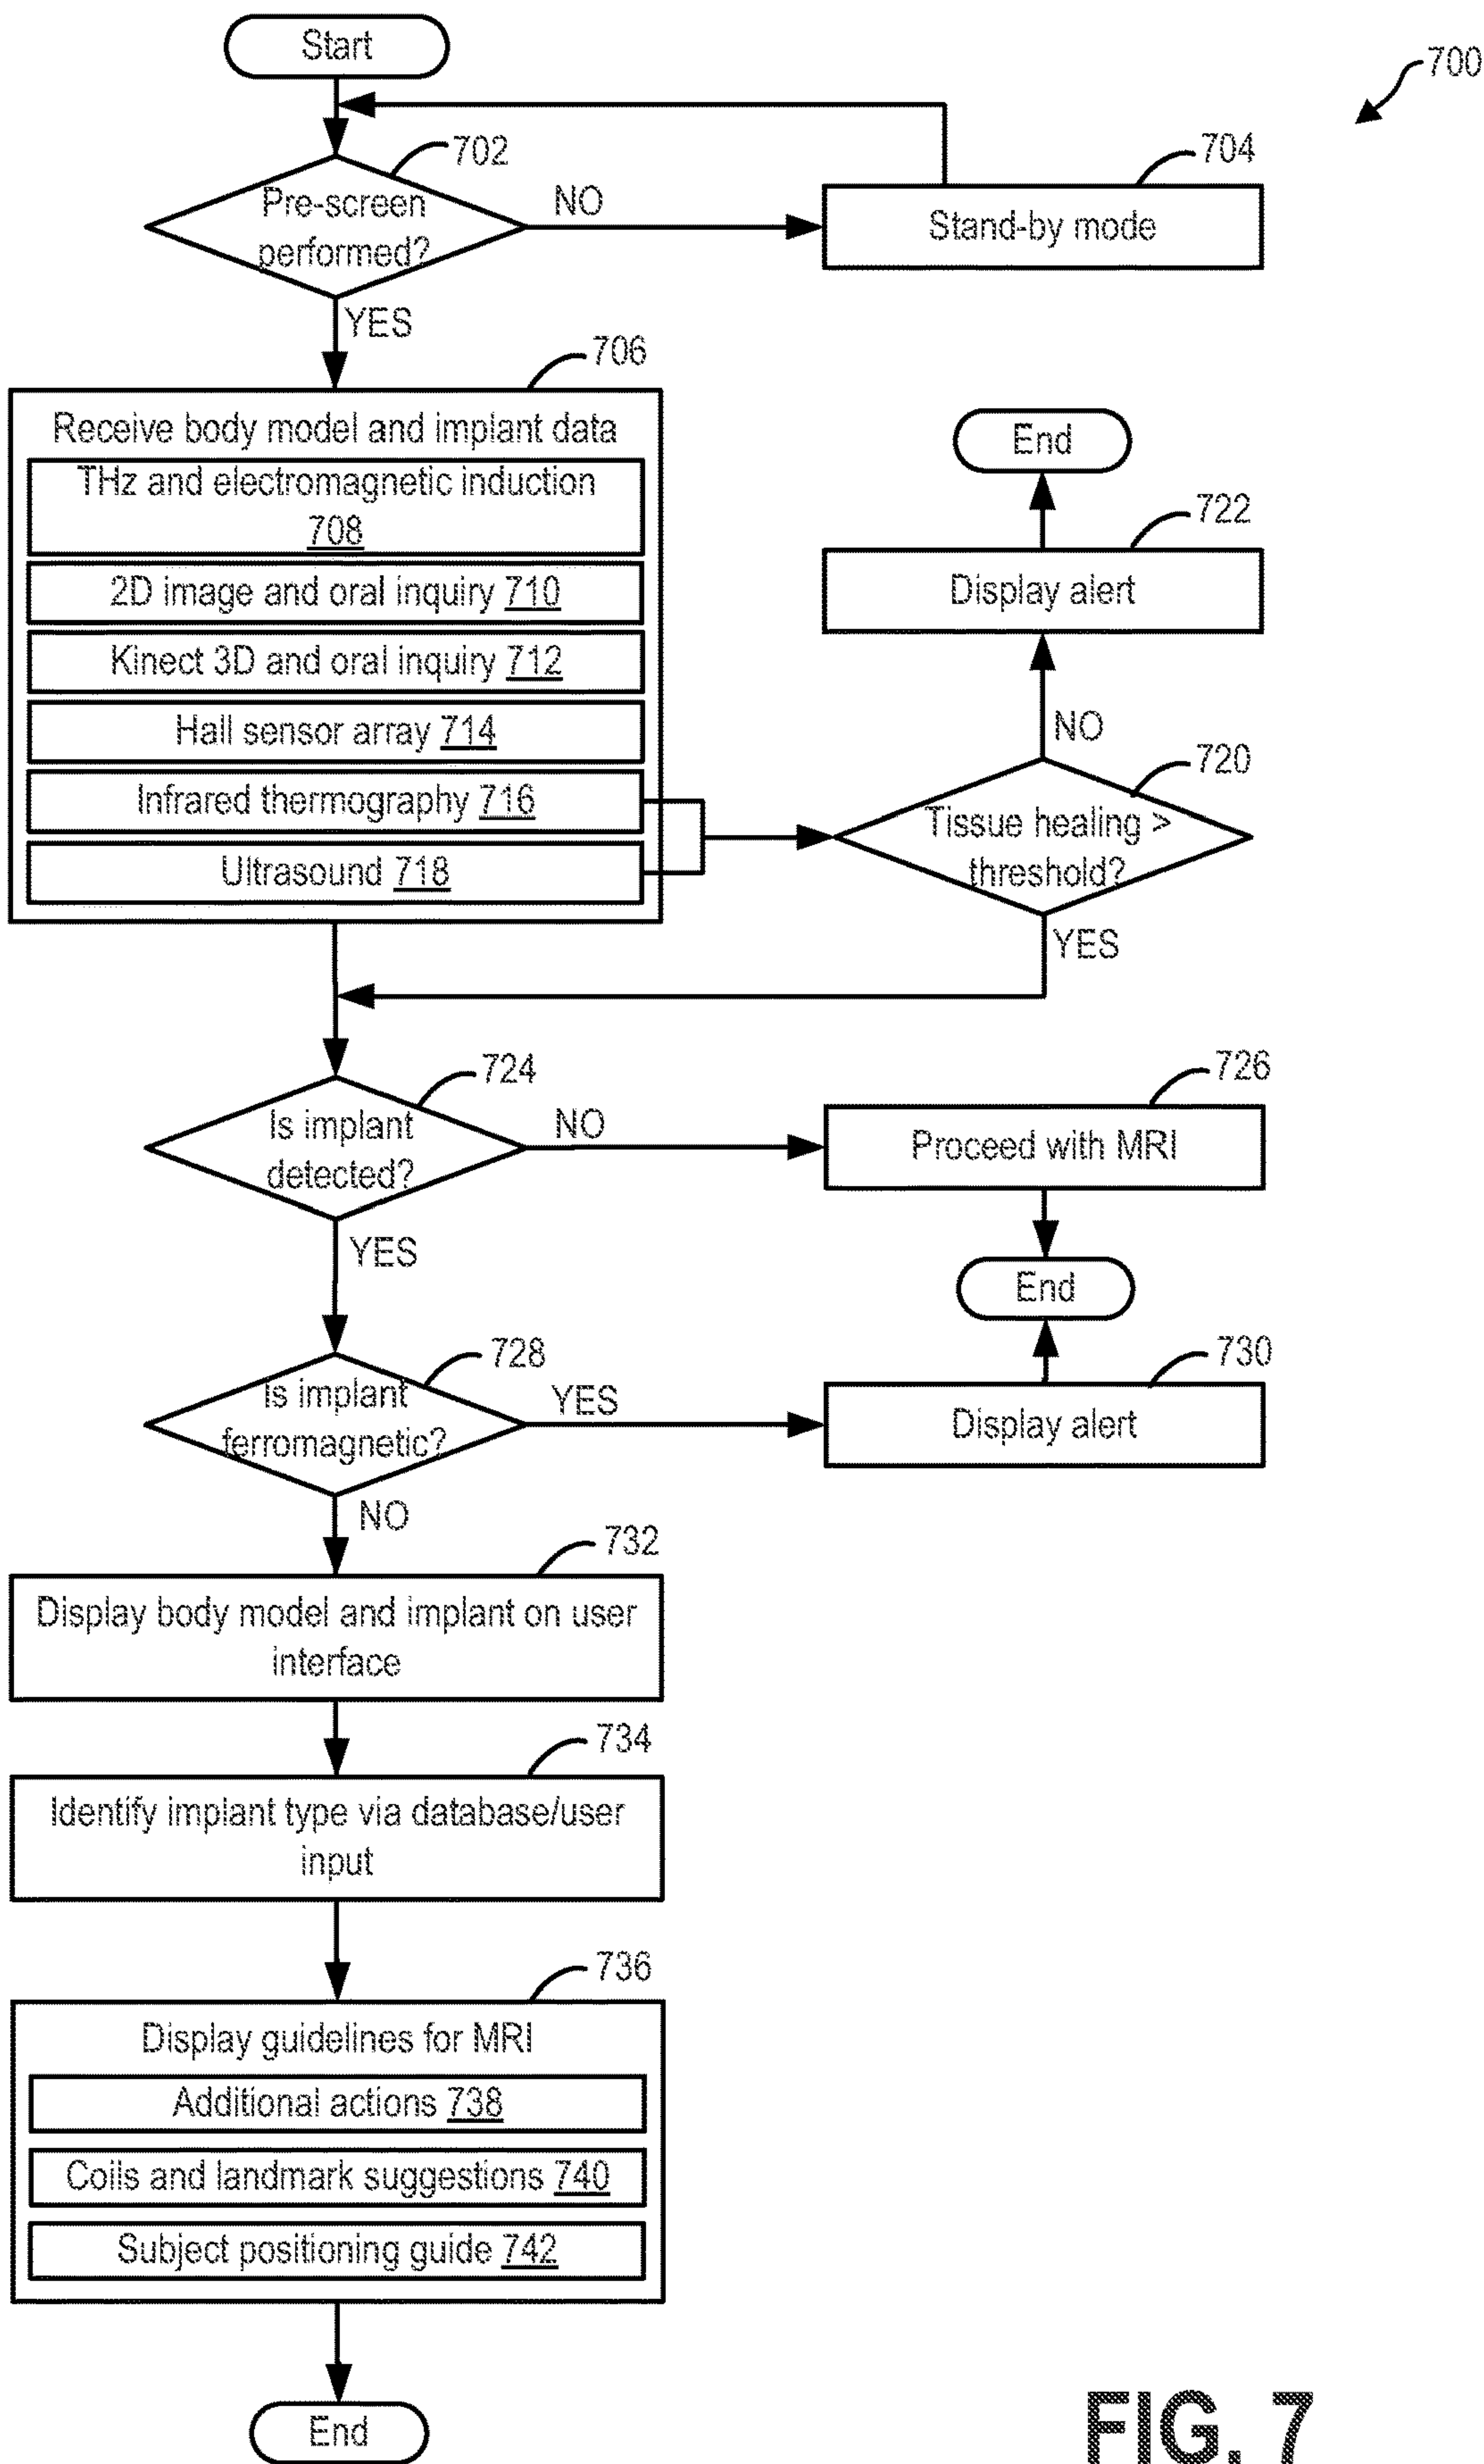 Start
700
702
704
Pre-screen
performed?
NO
Stand-by mode
YES
706
Receive body model and implant data
THz and electromagnetic induction
708
2D image and oral inquiry 710
Kinect 3D and oral inquiry 712
Hall sensor array 714
Infrared thermography 716
Ultrasound 718
End
722
Display alert
NO
720
Tissue healing >
threshold?
YES
724
Is implant
detected?
NO
726
Proceed with MRI
YES
End
728
Is implant
ferromagnetic?
YES
730
Display alert
NO
732
Display body model and implant on user
interface
734
Identify implant type via database/user
input
736
Display guidelines for MRI
Additional actions 738
Coils and landmark suggestions 740
Subject positioning guide 742
End
FIG. 7